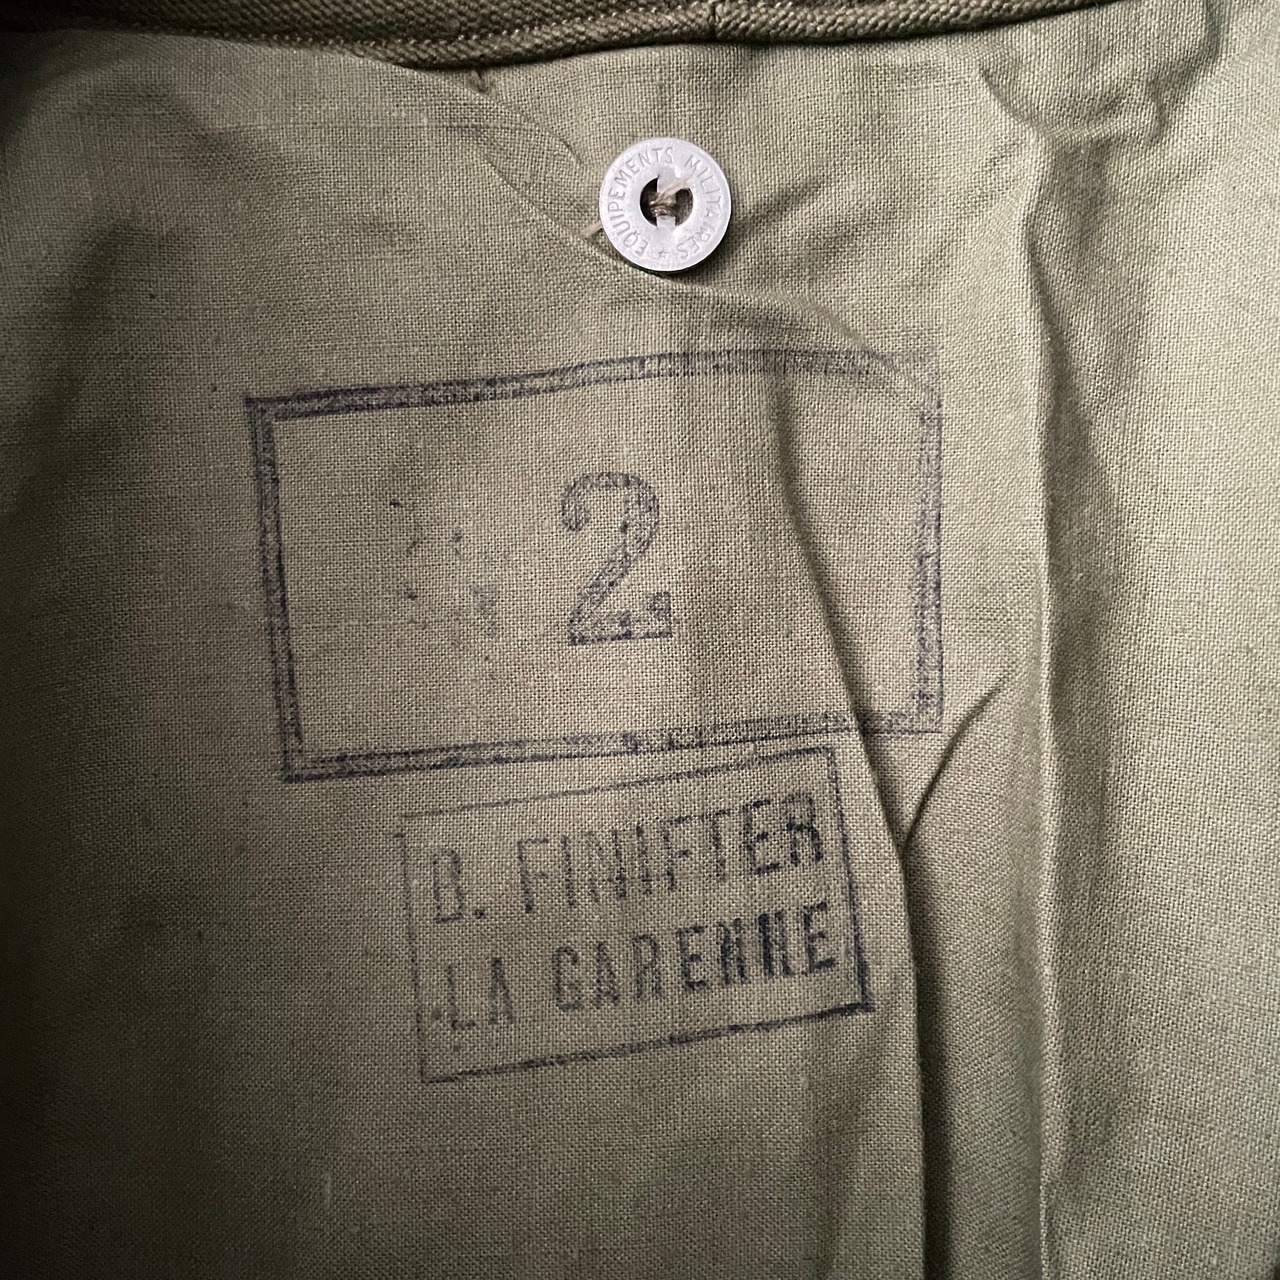 EQUIPEMENTS MILITAIRES ★
2
B. FINIFTER
LA GARENNE